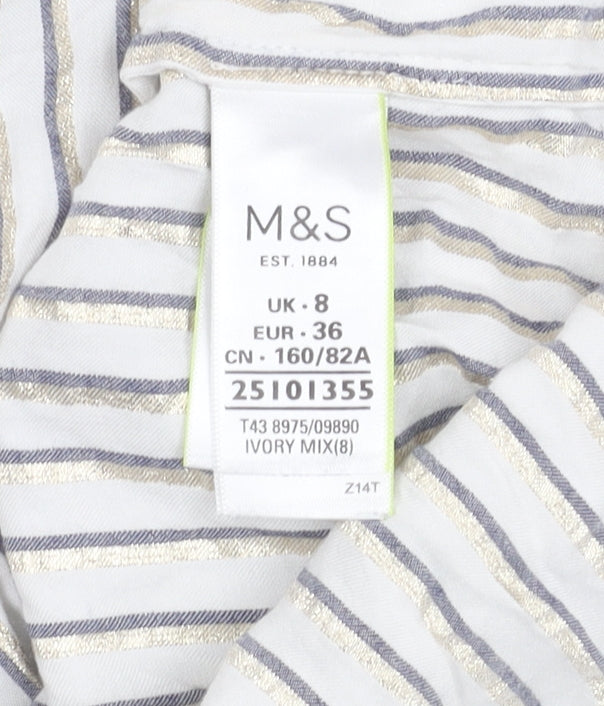 M&S
EST. 1884
UK · 8
EUR · 36
CN · 160/82A
25101355
T43 8975/09890
IVORY MIX(8)
Z14T